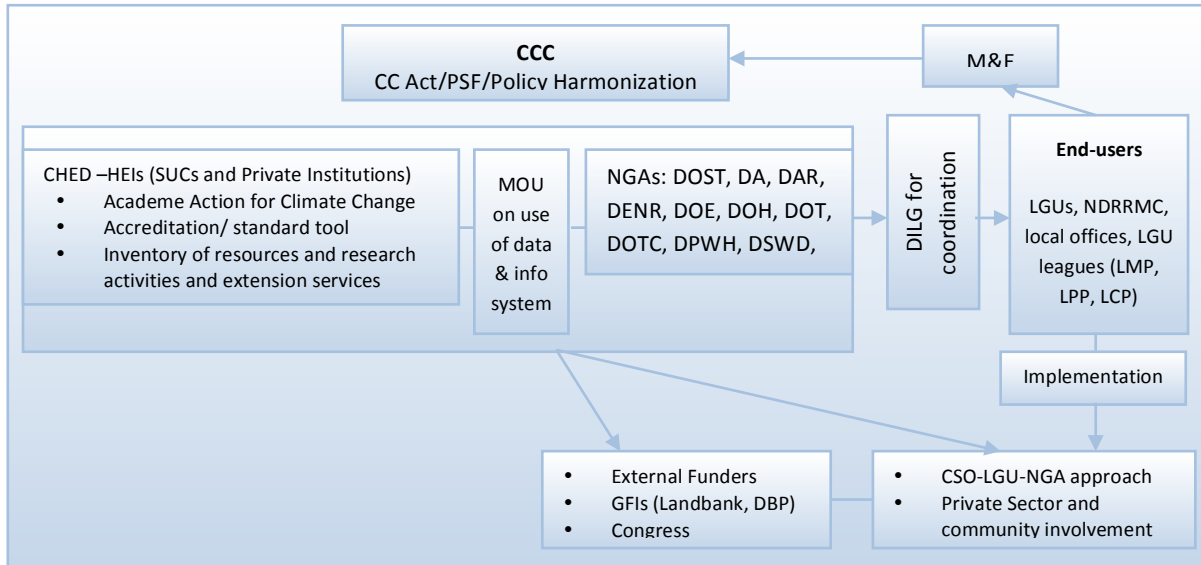 CCC
CC Act/PSF/Policy Harmonization
M&E
CHED –HEIs (SUCs and Private Institutions)
• Academe Action for Climate Change
• Accreditation/ standard tool
• Inventory of resources and research
activities and extension services
MOU
on use
of data
& info
system
NGAs: DOST, DA, DAR,
DENR, DOE, DOH, DOT,
DOTC, DPWH, DSWD,
DILG for
coordination
End-users
LGUs, NDRRMC,
local offices, LGU
leagues (LMP,
LPP, LCP)
Implementation
• External Funders
• GFIs (Landbank, DBP)
• Congress
• CSO-LGU-NGA approach
• Private Sector and
community involvement